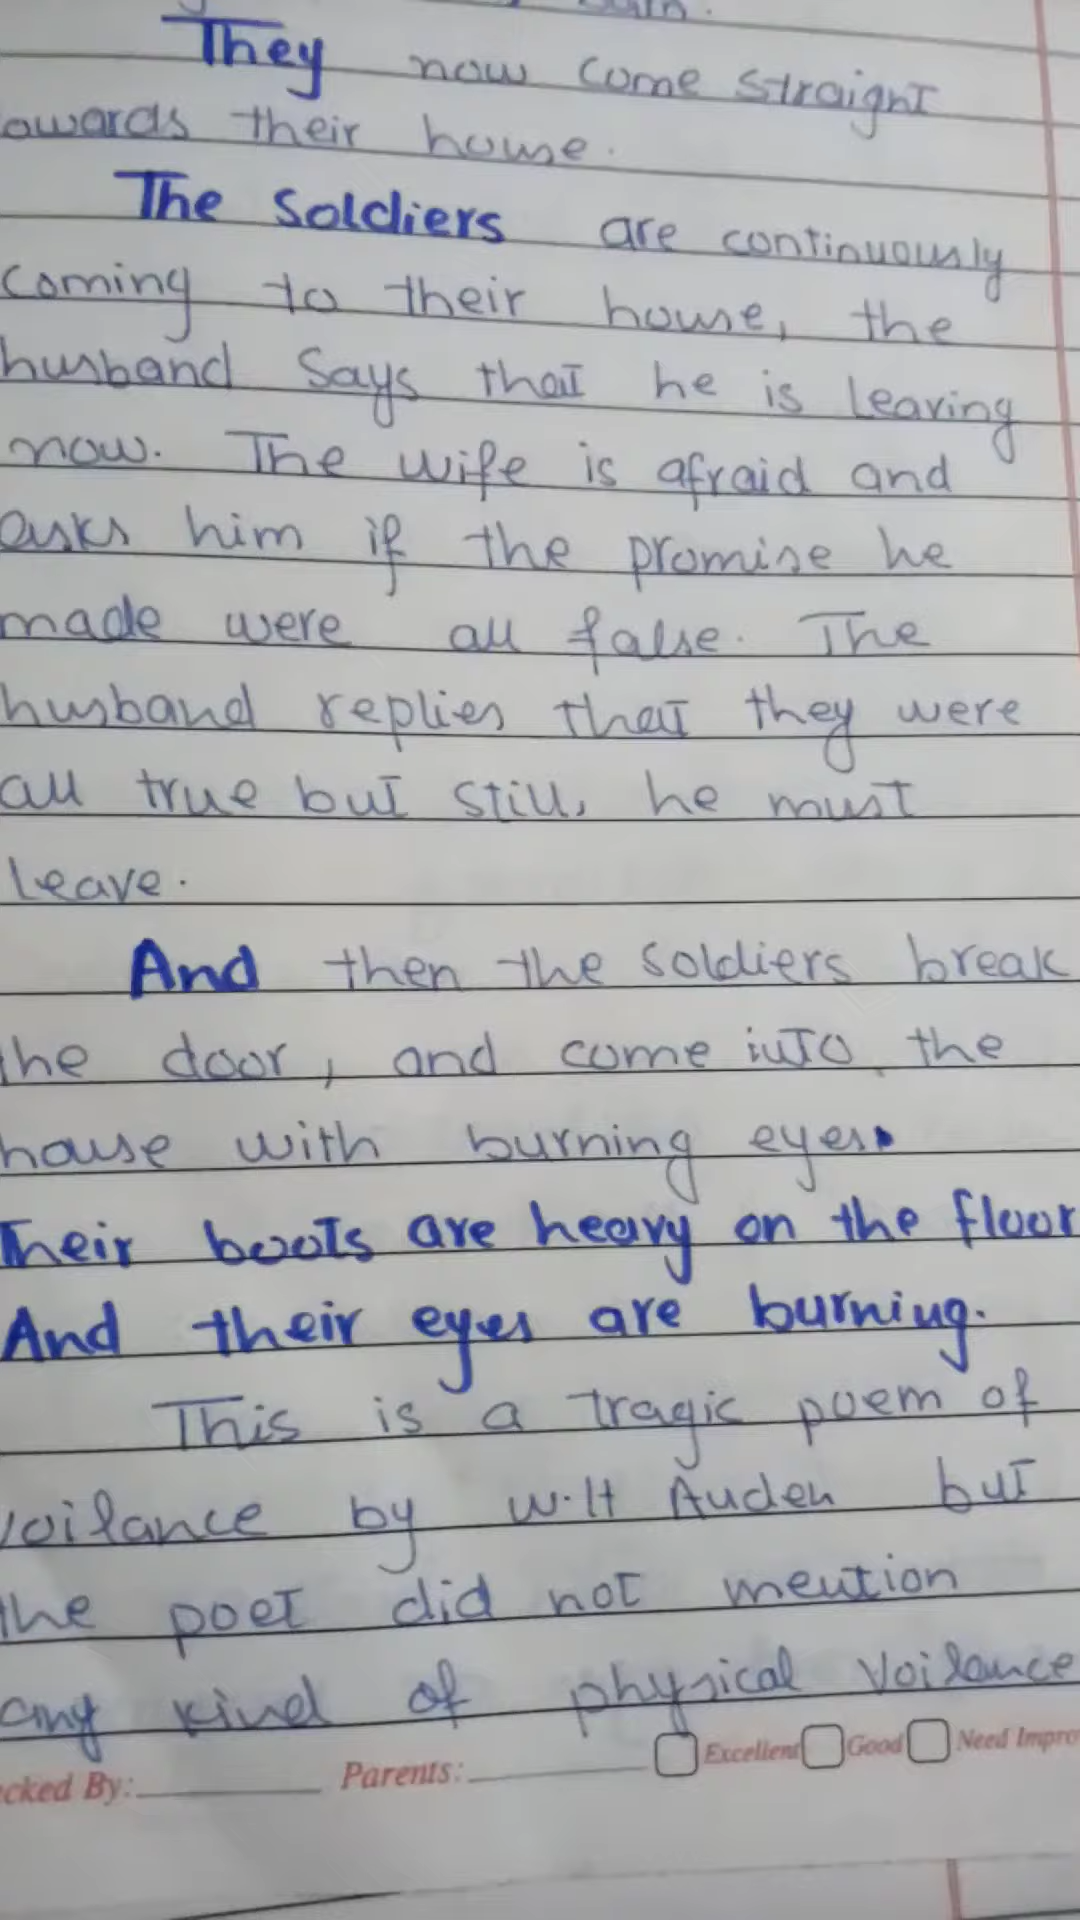 They now come straight
owards their house.
The Soldiers are continuously
coming to their house, the
husband says that he is leaving
now. The wife is afraid and
asks him if the promise he
made were all false. The
husband replies that they were
all true but still, he must
Leave.
And then the soldiers break
the door, and come into the
house with burning eyes.
Their boots are heavy on the floor
And their eyes are burning.
This is a tragic poem of
voilance by W.H Auden but
the poet did not mention
any kind of physical voilance
cked By: Parents: Excellent Good Need Impro